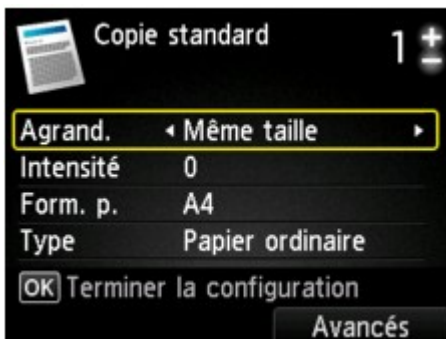 Copie standard 1 ±
Agrand. Même taille
Intensité 0
Form. p. A4
Type Papier ordinaire
OK Terminer la configuration
Avancés